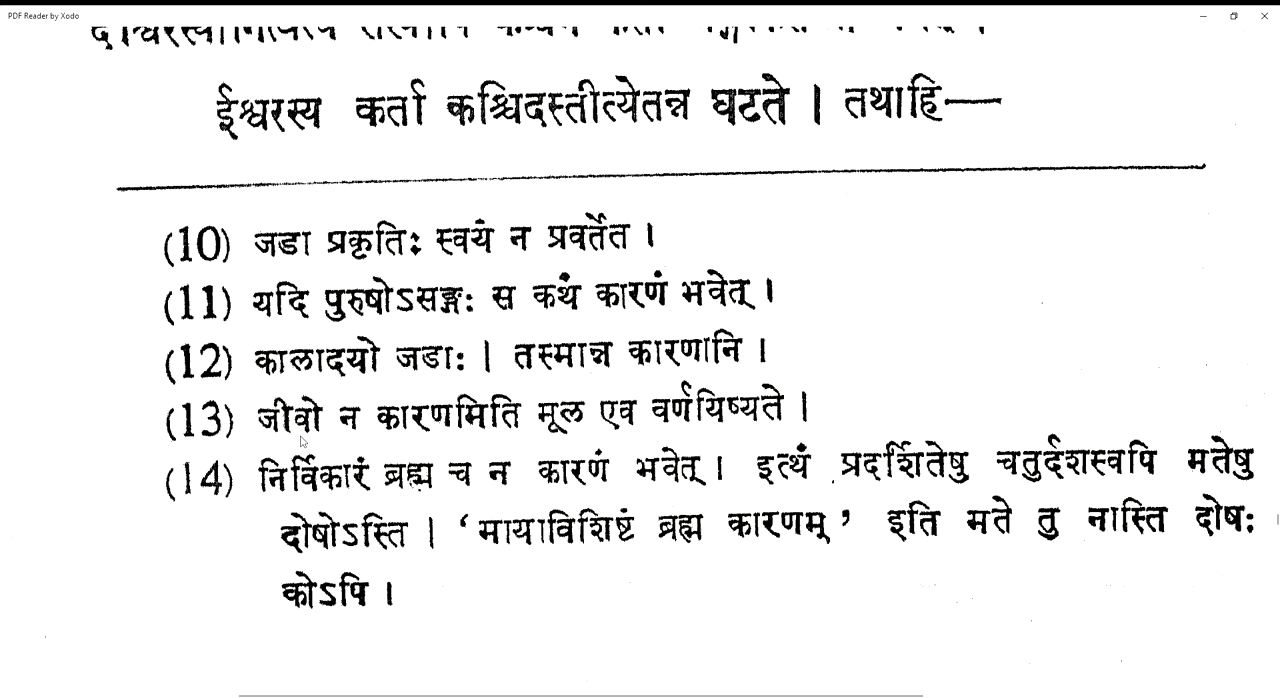 PDF Reader by Xodo
ईश्वरस्य कर्ता कश्चिदस्तीत्येतन्न घटते । तथाहि—
(10) जडा प्रकृतिः स्वयं न प्रवर्तेत ।
(11) यदि पुरुषोऽसङ्गः स कथं कारणं भवेत् ।
(12) कालादयो जडाः । तस्मान्न कारणानि ।
(13) जीवो न कारणमिति मूल एव वर्णयिष्यते ।
(14) निर्विकारं ब्रह्म च न कारणं भवेत् । इत्थं प्रदर्शितेषु चतुर्दशस्वपि मतेषु
दोषोऽस्ति । ‘मायाविशिष्टं ब्रह्म कारणम्’ इति मते तु नास्ति दोषः
कोऽपि ।